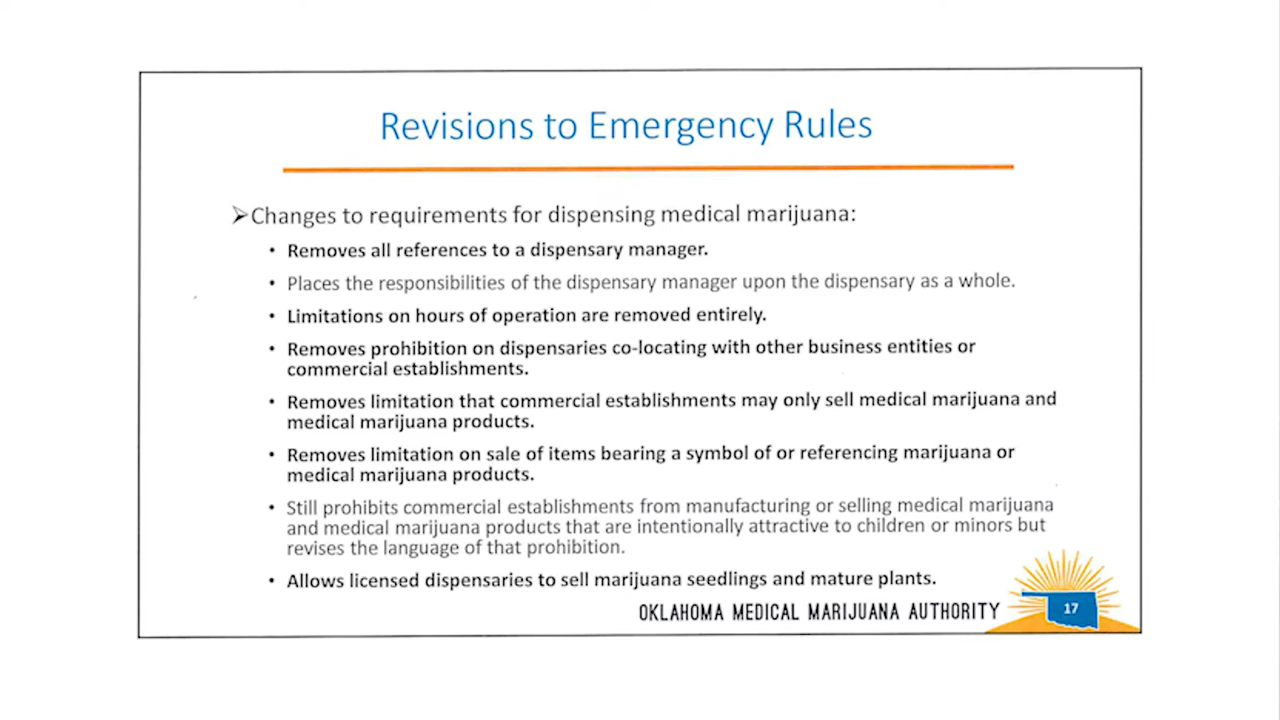 Revisions to Emergency Rules
➢Changes to requirements for dispensing medical marijuana:
• Removes all references to a dispensary manager.
• Places the responsibilities of the dispensary manager upon the dispensary as a whole.
• Limitations on hours of operation are removed entirely.
• Removes prohibition on dispensaries co-locating with other business entities or
commercial establishments.
• Removes limitation that commercial establishments may only sell medical marijuana and
medical marijuana products.
• Removes limitation on sale of items bearing a symbol of or referencing marijuana or
medical marijuana products.
• Still prohibits commercial establishments from manufacturing or selling medical marijuana
and medical marijuana products that are intentionally attractive to children or minors but
revises the language of that prohibition.
• Allows licensed dispensaries to sell marijuana seedlings and mature plants.
OKLAHOMA MEDICAL MARIJUANA AUTHORITY
17